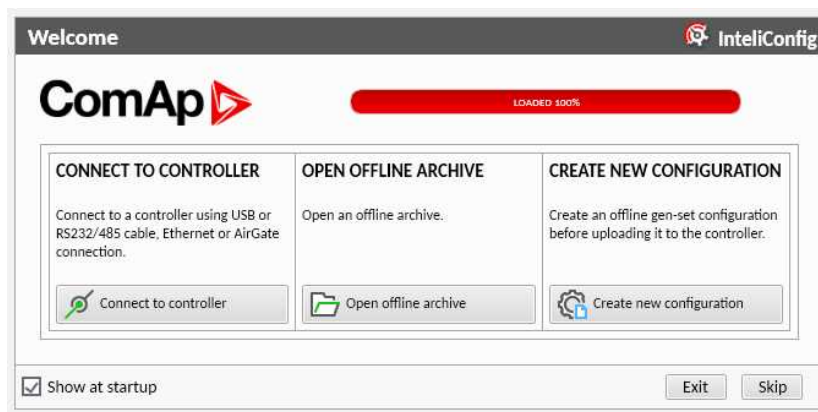 Welcome
InteliConfig
ComAp
LOADED 100%
CONNECT TO CONTROLLER
Connect to a controller using USB or
RS232/485 cable, Ethernet or AirGate
connection.
Connect to controller
OPEN OFFLINE ARCHIVE
Open an offline archive.
Open offline archive
CREATE NEW CONFIGURATION
Create an offline gen-set configuration
before uploading it to the controller.
Create new configuration
Show at startup
Exit
Skip